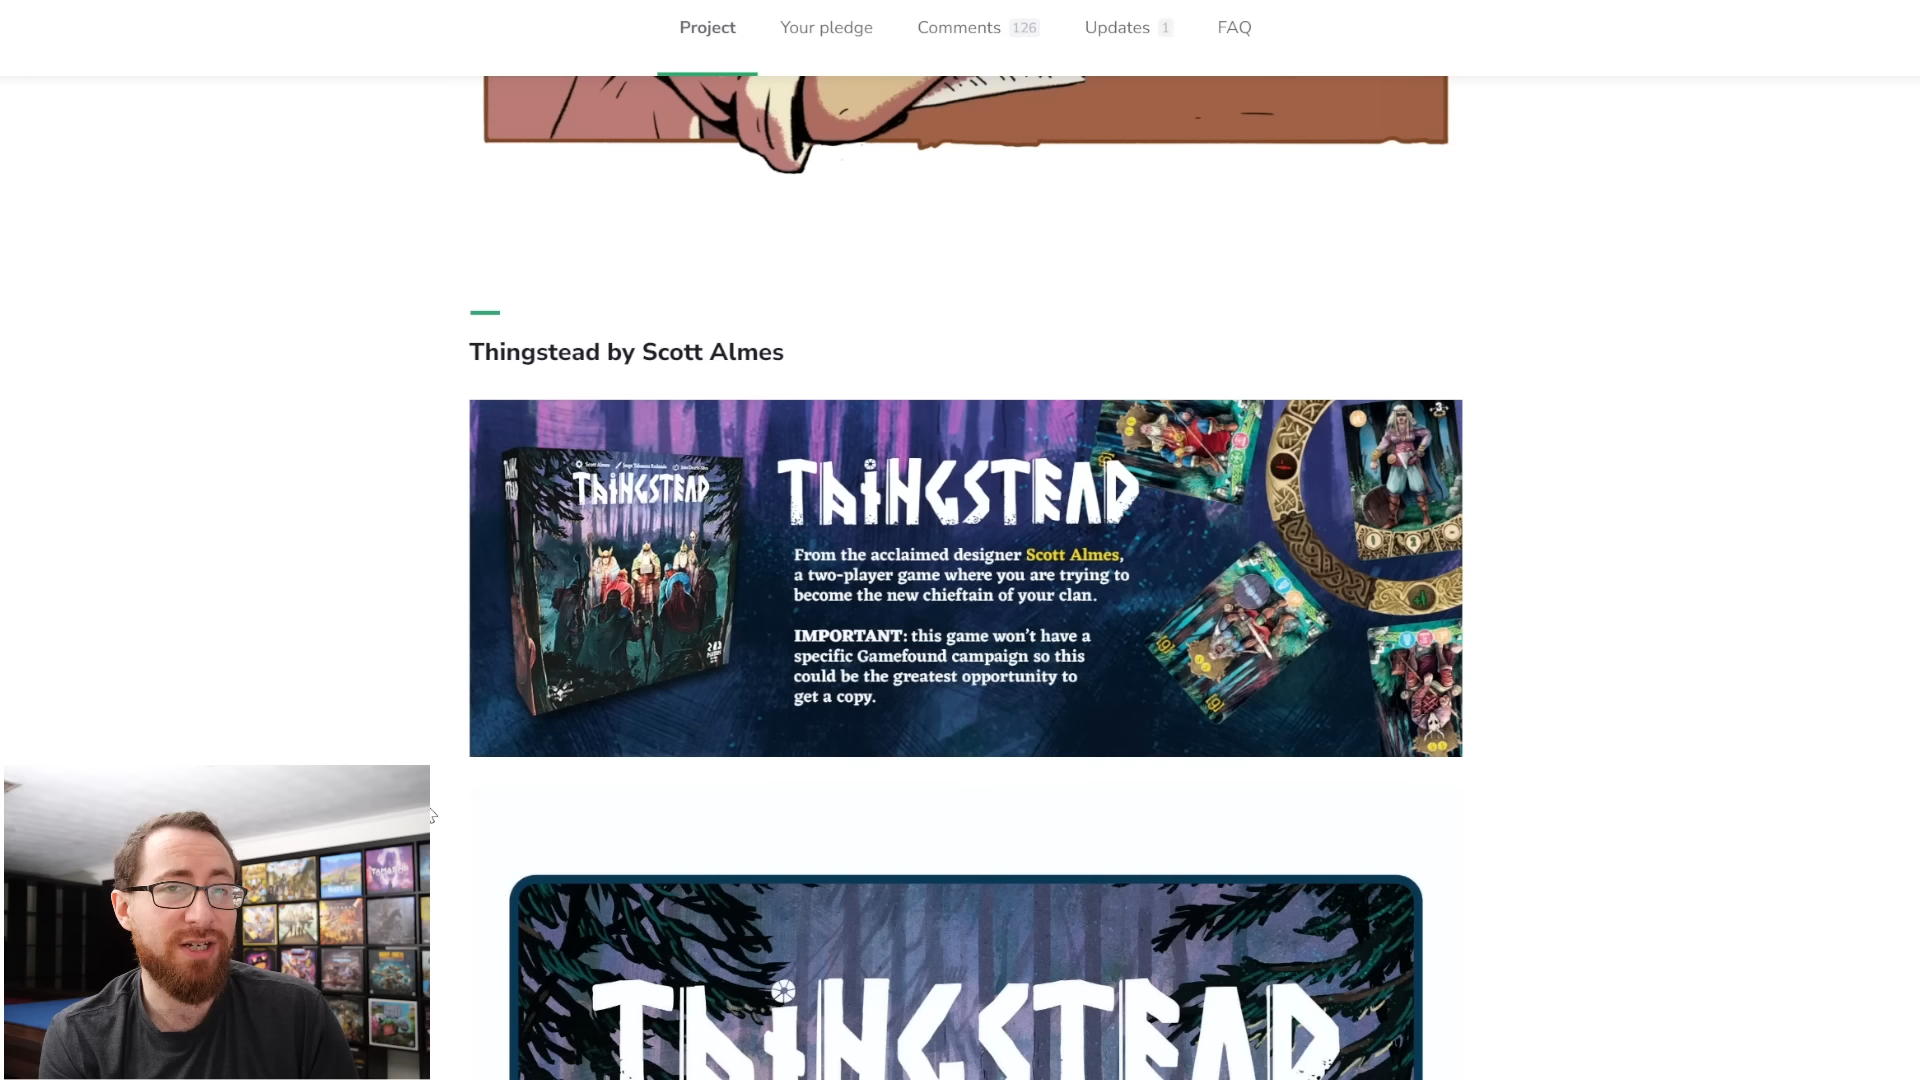 Project
Your pledge
Comments 126
Updates 1
FAQ
Thingstead by Scott Almes
Scott Almes
THINGSTEAD
THINGSTEAD
From the acclaimed designer Scott Almes,
a two-player game where you are trying to
become the new chieftain of your clan.
IMPORTANT: this game won't have a
specific Gamefound campaign so this
could be the greatest opportunity to
get a copy.
THINGSTEAD